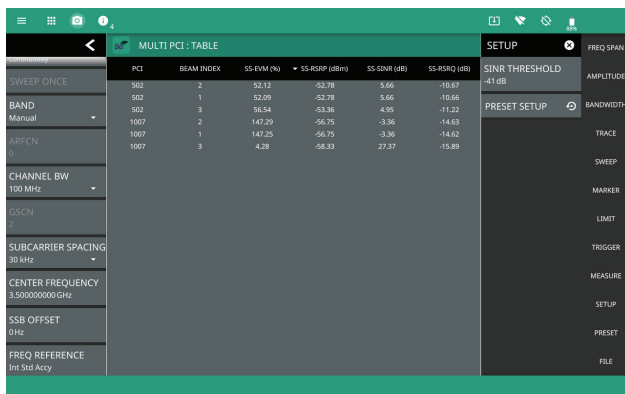 4
88%
5G MULTI PCI : TABLE
SETUP
FREQ SPAN
AMPLITUDE
BANDWIDTH
TRACE
SWEEP
MARKER
LIMIT
TRIGGER
MEASURE
SETUP
PRESET
FILE
Continuously
SWEEP ONCE
BAND
Manual
ARFCN
0
CHANNEL BW
100 MHz
GSCN
2
SUBCARRIER SPACING
30 kHz
CENTER FREQUENCY
3.500000000 GHz
SSB OFFSET
0 Hz
FREQ REFERENCE
Int Std Accy
PCI BEAM INDEX SS-EVM (%) SS-RSRP (dBm) SS-SINR (dB) SS-RSRQ (dB)
502 2 52.12 -52.78 5.66 -10.67
502 1 52.09 -52.78 5.66 -10.66
502 3 56.54 -53.36 4.95 -11.22
1007 2 147.29 -56.75 -3.36 -14.63
1007 1 147.25 -56.75 -3.36 -14.62
1007 3 4.28 -58.33 27.37 -15.89
SINR THRESHOLD
-41 dB
PRESET SETUP